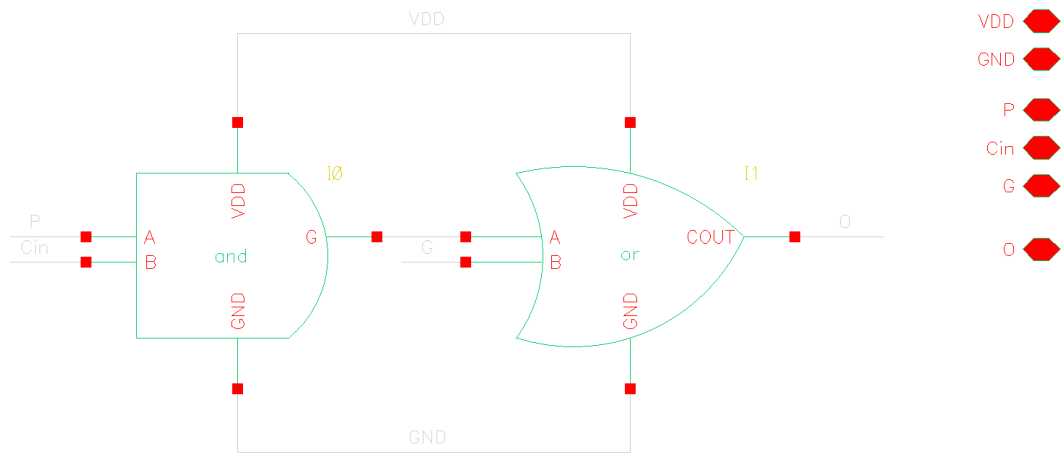 VDD
VDD
GND
P
Cin
G
O
I0
I1
VDD
VDD
P
A
G
A
COUT
O
Cin
B
and
G
B
or
GND
GND
GND